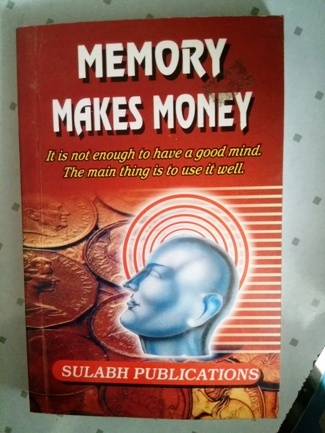 MEMORY
MAKES MONEY
It is not enough to have a good mind.
The main thing is to use it well.
SULABH PUBLICATIONS